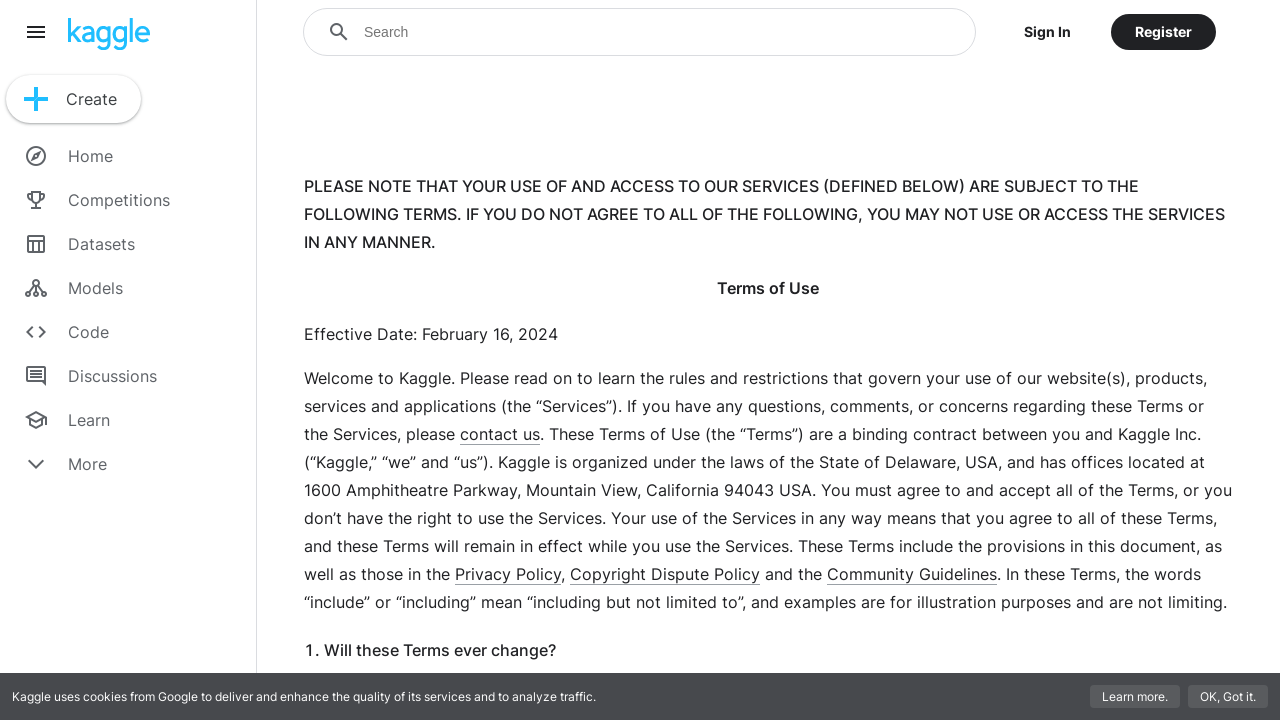 kaggle
Search
Sign In
Register
Create
Home
Competitions
Datasets
Models
Code
Discussions
Learn
More
PLEASE NOTE THAT YOUR USE OF AND ACCESS TO OUR SERVICES (DEFINED BELOW) ARE SUBJECT TO THE
FOLLOWING TERMS. IF YOU DO NOT AGREE TO ALL OF THE FOLLOWING, YOU MAY NOT USE OR ACCESS THE SERVICES
IN ANY MANNER.
Terms of Use
Effective Date: February 16, 2024
Welcome to Kaggle. Please read on to learn the rules and restrictions that govern your use of our website(s), products,
services and applications (the “Services”). If you have any questions, comments, or concerns regarding these Terms or
the Services, please contact us. These Terms of Use (the “Terms”) are a binding contract between you and Kaggle Inc.
(“Kaggle,” “we” and “us”). Kaggle is organized under the laws of the State of Delaware, USA, and has offices located at
1600 Amphitheatre Parkway, Mountain View, California 94043 USA. You must agree to and accept all of the Terms, or you
don’t have the right to use the Services. Your use of the Services in any way means that you agree to all of these Terms,
and these Terms will remain in effect while you use the Services. These Terms include the provisions in this document, as
well as those in the Privacy Policy, Copyright Dispute Policy and the Community Guidelines. In these Terms, the words
“include” or “including” mean “including but not limited to”, and examples are for illustration purposes and are not limiting.
1. Will these Terms ever change?
Kaggle uses cookies from Google to deliver and enhance the quality of its services and to analyze traffic.
Learn more.
OK, Got it.